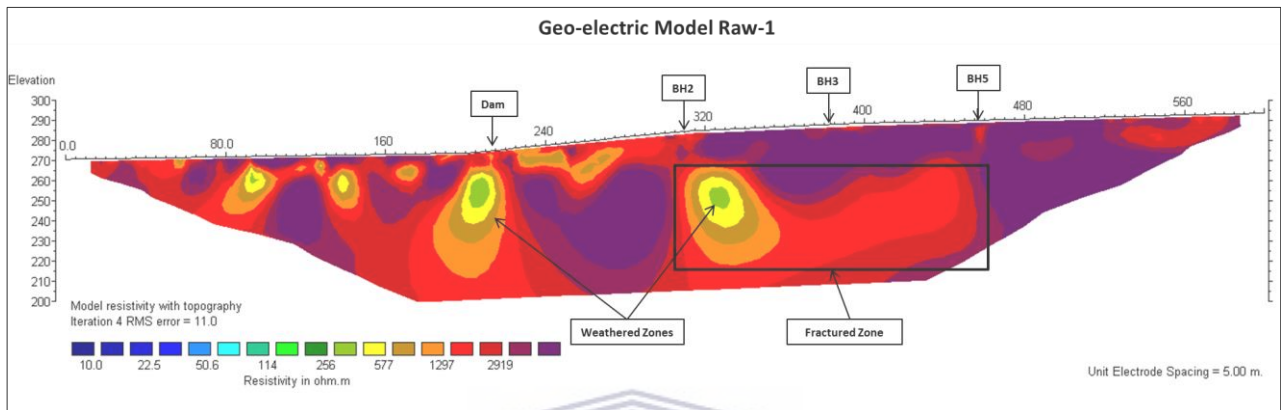 Geo-electric Model Raw-1
Elevation
300
290
280
270
260
250
240
230
220
210
200
0.0
80.0
160
Dam
240
BH2
320
BH3
400
BH5
480
560
Weathered Zones
Fractured Zone
Model resistivity with topography
Iteration 4 RMS error = 11.0
10.0 22.5 50.6 114 256 577 1297 2919
Resistivity in ohm.m
Unit Electrode Spacing = 5.00 m.